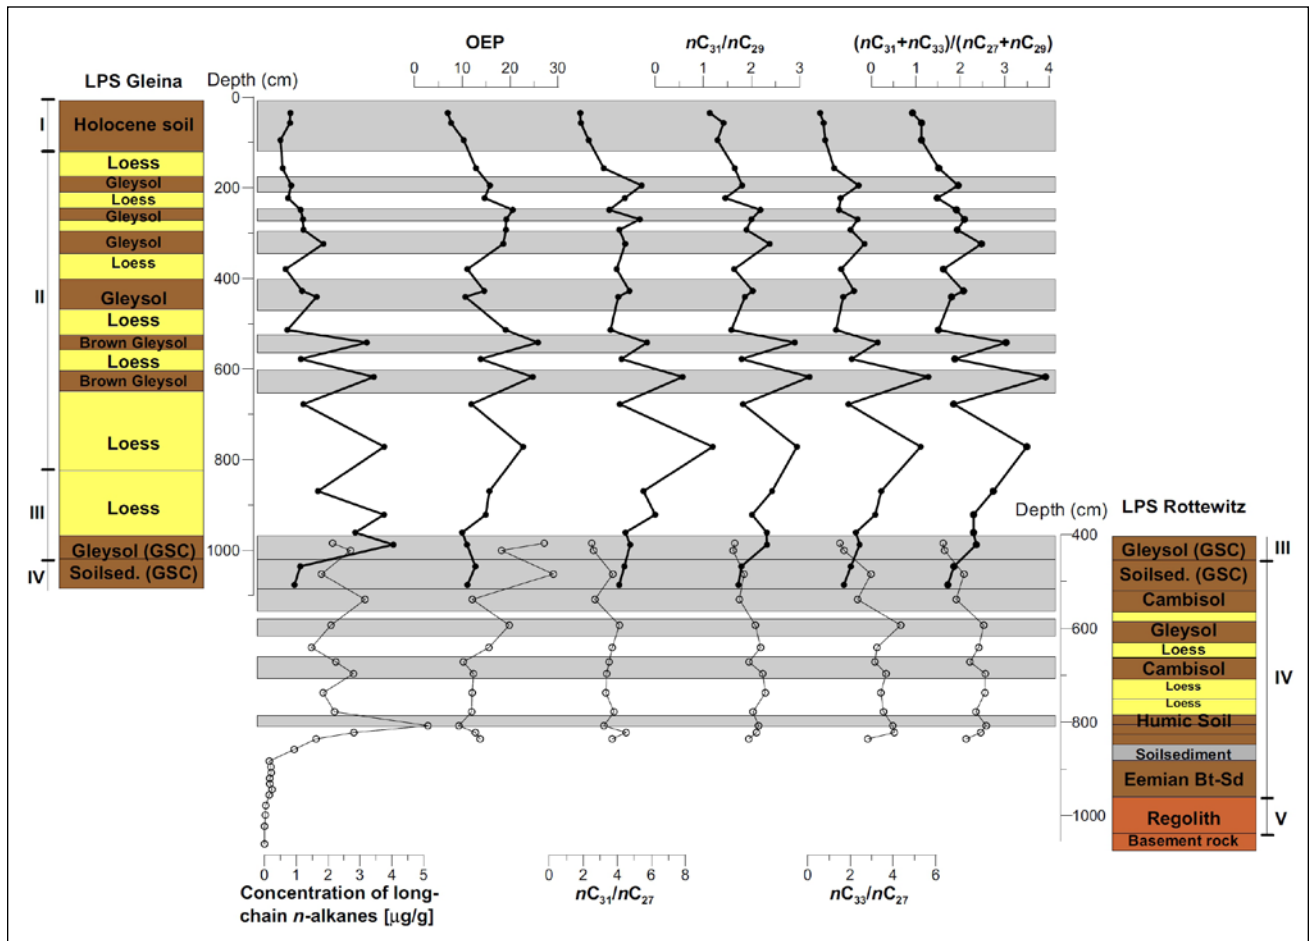 OEP
nC31/nC29
(nC31+nC33)/(nC27+nC29)
0 10 20 30
0 1 2 3
0 1 2 3 4
LPS Gleina
Depth (cm)
0
200
400
600
800
1000
I
II
III
IV
Holocene soil
Loess
Gleysol
Loess
Gleysol
Gleysol
Loess
Gleysol
Loess
Brown Gleysol
Loess
Brown Gleysol
Loess
Loess
Gleysol (GSC)
Soilsed. (GSC)
Depth (cm)
400
600
800
1000
LPS Rottewitz
Gleysol (GSC)
Soilsed. (GSC)
Cambisol
Gleysol
Loess
Cambisol
Loess
Loess
Humic Soil
Soilsediment
Eemian Bt-Sd
Regolith
Basement rock
III
IV
V
0 1 2 3 4 5
Concentration of long-
chain n-alkanes [µg/g]
0 2 4 6 8
nC31/nC27
0 2 4 6
nC33/nC27